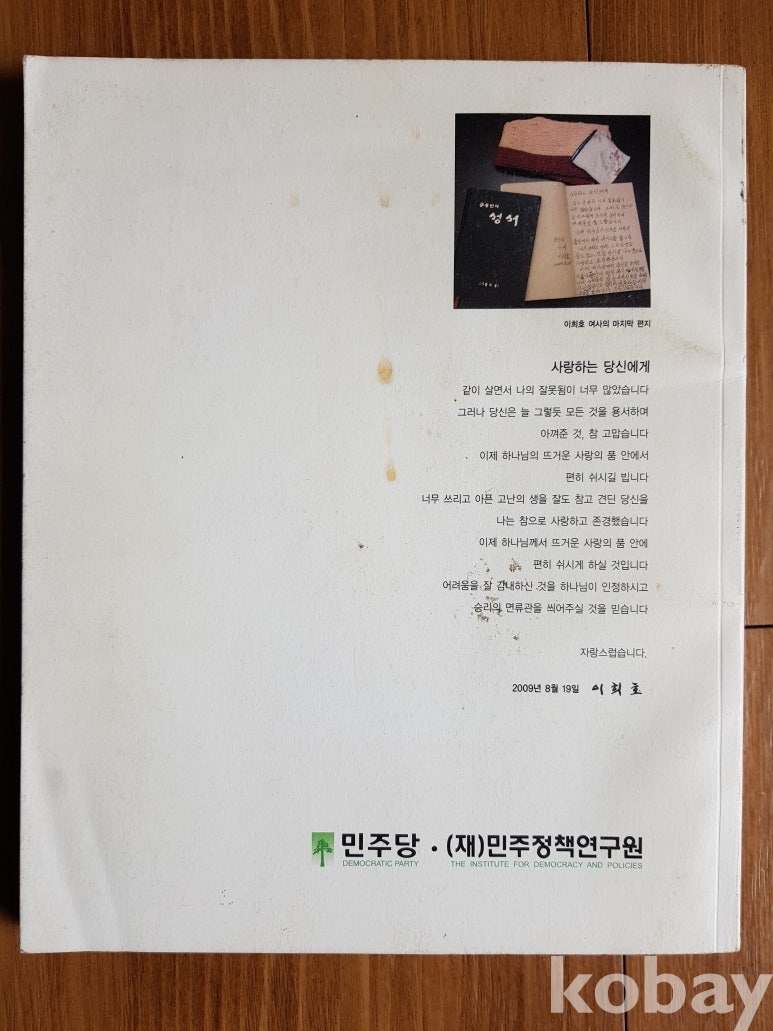 성서
이희호 여사의 마지막 편지
사랑하는 당신에게
같이 살면서 나의 잘못됨이 너무 많았습니다
그러나 당신은 늘 그렇듯 모든 것을 용서하며
아껴준 것, 참 고맙습니다
이제 하나님의 뜨거운 사랑의 품 안에서
편히 쉬시길 빕니다
너무 쓰리고 아픈 고난의 생을 잘도 참고 견딘 당신을
나는 참으로 사랑하고 존경했습니다
이제 하나님께서 뜨거운 사랑의 품 안에
편히 쉬시게 하실 것입니다
어려움을 잘 감내하신 것을 하나님이 인정하시고
승리의 면류관을 씌어주실 것을 믿습니다
자랑스럽습니다.
2009년 8월 19일 이희호
민주당 · (재)민주정책연구원
DEMOCRATIC PARTY THE INSTITUTE FOR DEMOCRACY AND POLICIES
kobay